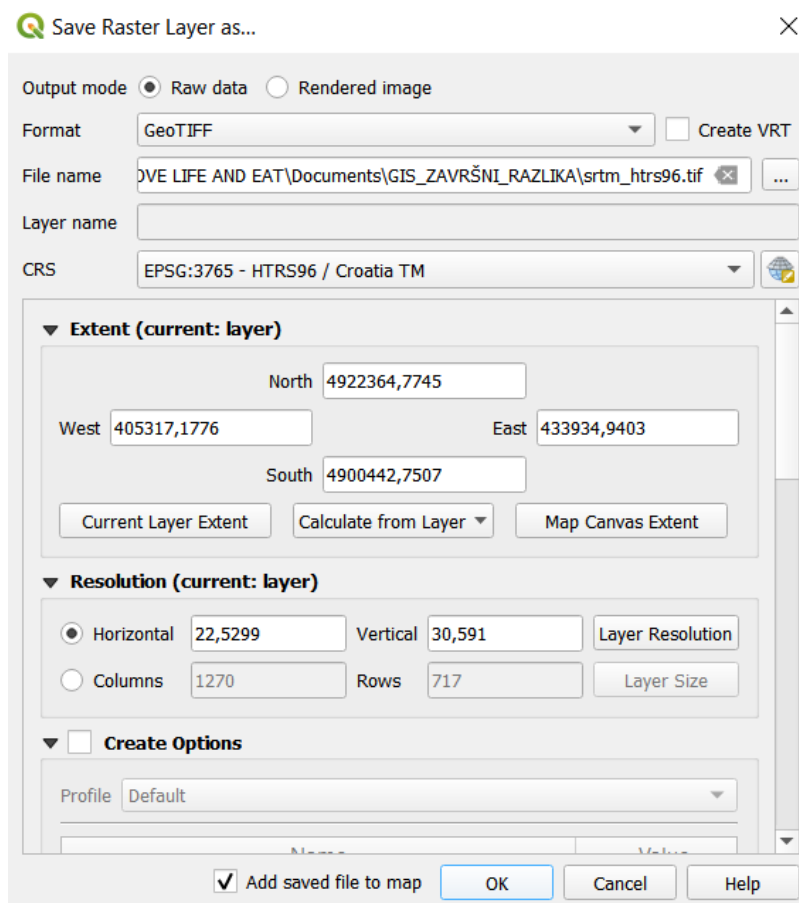 Save Raster Layer as...
Output mode Raw data Rendered image
Format GeoTIFF Create VRT
File name OVE LIFE AND EAT\Documents\GIS_ZAVRŠNI_RAZLIKA\srtm_htrs96.tif ...
Layer name
CRS EPSG:3765 - HTRS96 / Croatia TM
Extent (current: layer)
North 4922364,7745
West 405317,1776 East 433934,9403
South 4900442,7507
Current Layer Extent Calculate from Layer Map Canvas Extent
Resolution (current: layer)
Horizontal 22,5299 Vertical 30,591 Layer Resolution
Columns 1270 Rows 717 Layer Size
Create Options
Profile Default
Name Value
Add saved file to map OK Cancel Help